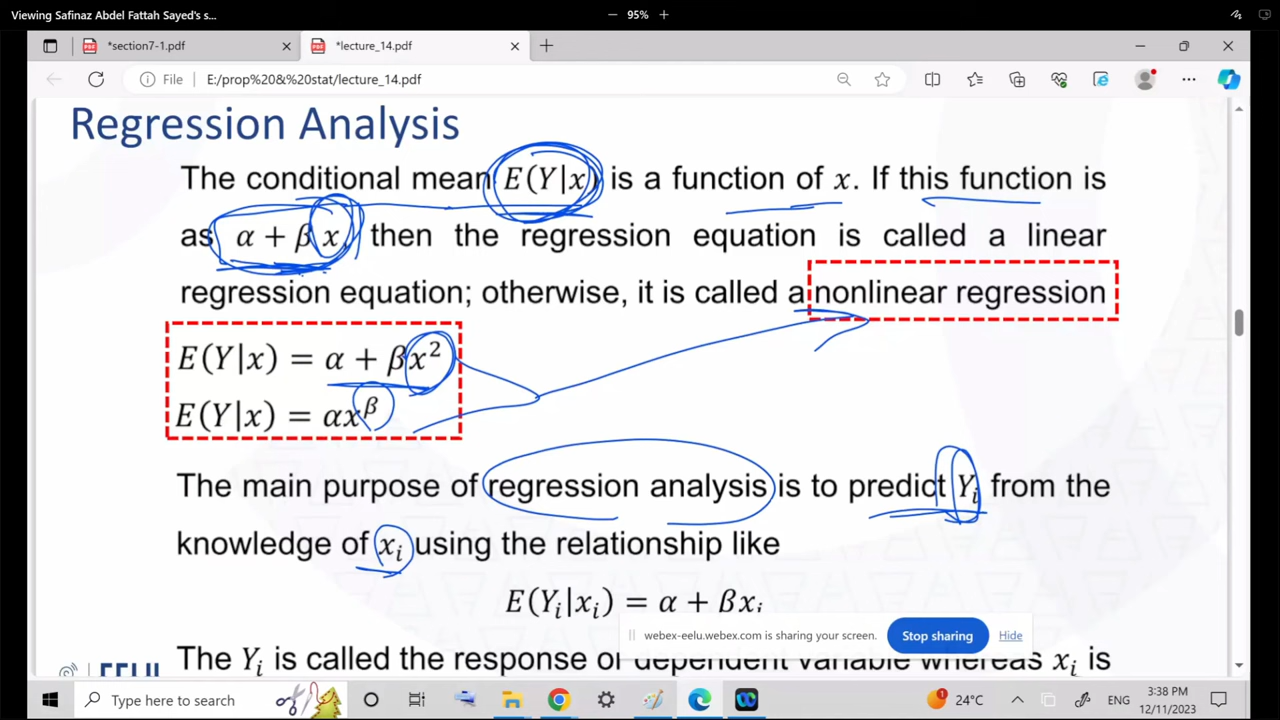 Viewing Safinaz Abdel Fattah Sayed's s...
95%
*section7-1.pdf
*lecture_14.pdf
File
E:/prop%20&%20stat/lecture_14.pdf
Regression Analysis
The conditional mean E(Y|x) is a function of x. If this function is
as α + β x, then the regression equation is called a linear
regression equation; otherwise, it is called a nonlinear regression
E(Y|x) = α + βx²
E(Y|x) = αx^β
The main purpose of regression analysis is to predict Yᵢ from the
knowledge of xᵢ using the relationship like
E(Yᵢ|xᵢ) = α + βxᵢ
webex-eelu.webex.com is sharing your screen.
Stop sharing
Hide
The Yᵢ is called the response or dependent variable whereas xᵢ is
EELU
Type here to search
1
24°C
ENG
3:38 PM
12/11/2023